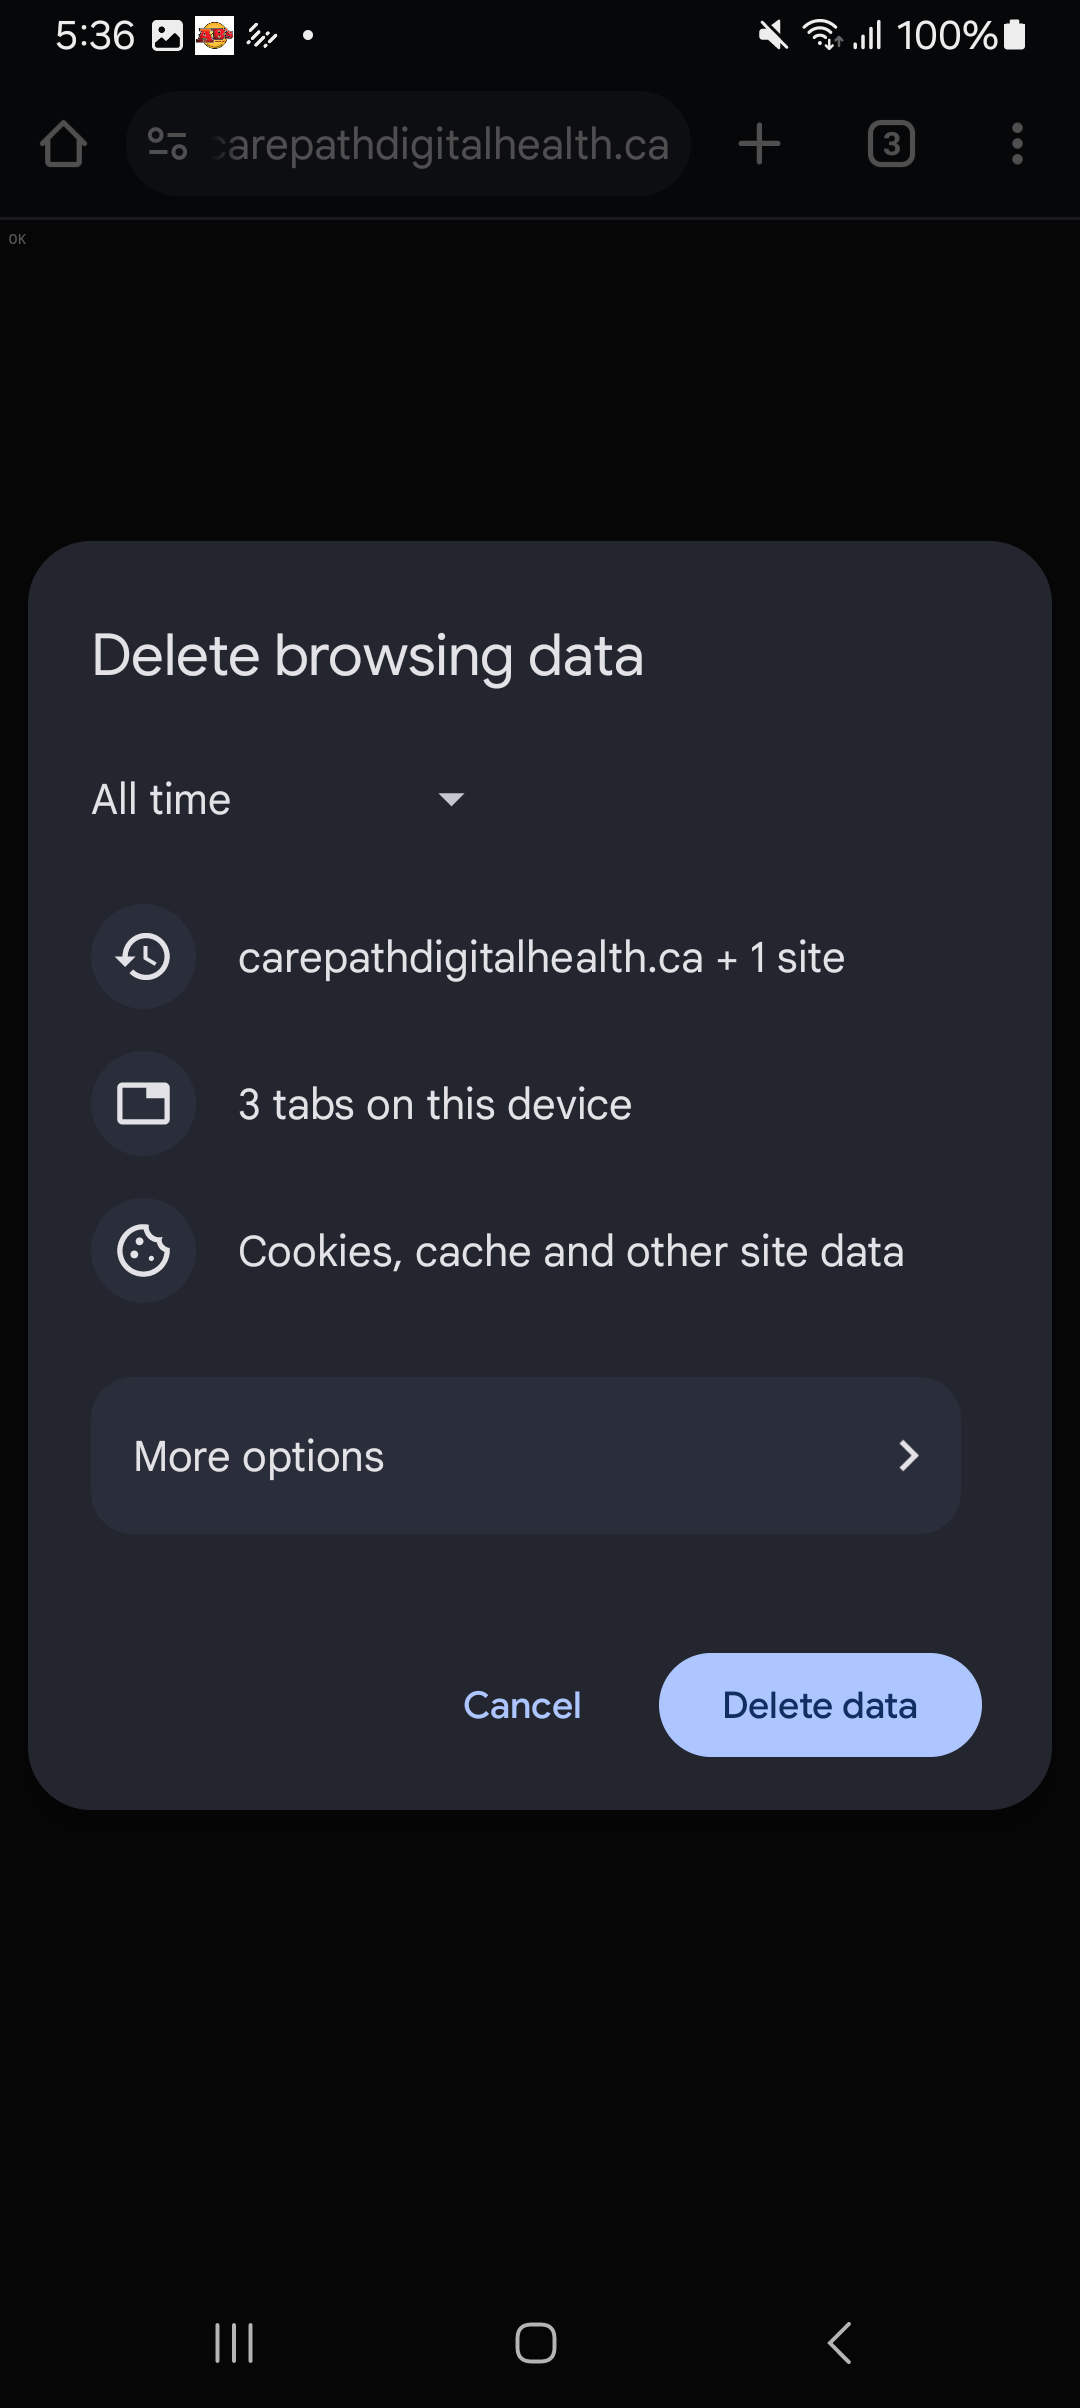 5:36 100%
carepathdigitalhealth.ca 3
OK
Delete browsing data
All time
carepathdigitalhealth.ca + 1 site
3 tabs on this device
Cookies, cache and other site data
More options
Cancel Delete data